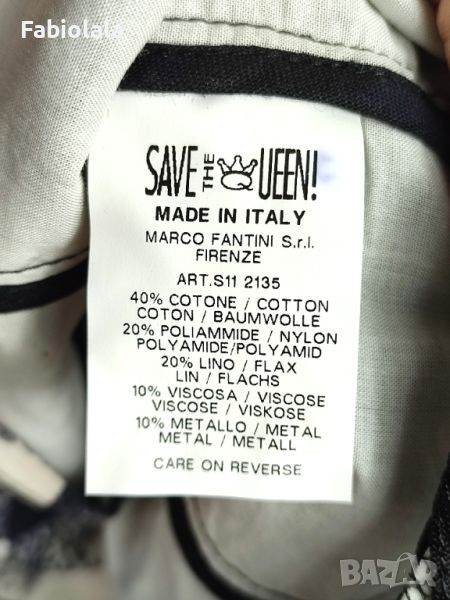 Fabiolala
SAVE THE QUEEN!
MADE IN ITALY
MARCO FANTINI S.r.l.
FIRENZE
ART.S11 2135
40% COTONE / COTTON
COTON / BAUMWOLLE
20% POLIAMMIDE / NYLON
POLYAMIDE/POLYAMID
20% LINO / FLAX
LIN / FLACHS
10% VISCOSA / VISCOSE
VISCOSE / VISKOSE
10% METALLO / METAL
METAL / METALL
CARE ON REVERSE
bazar